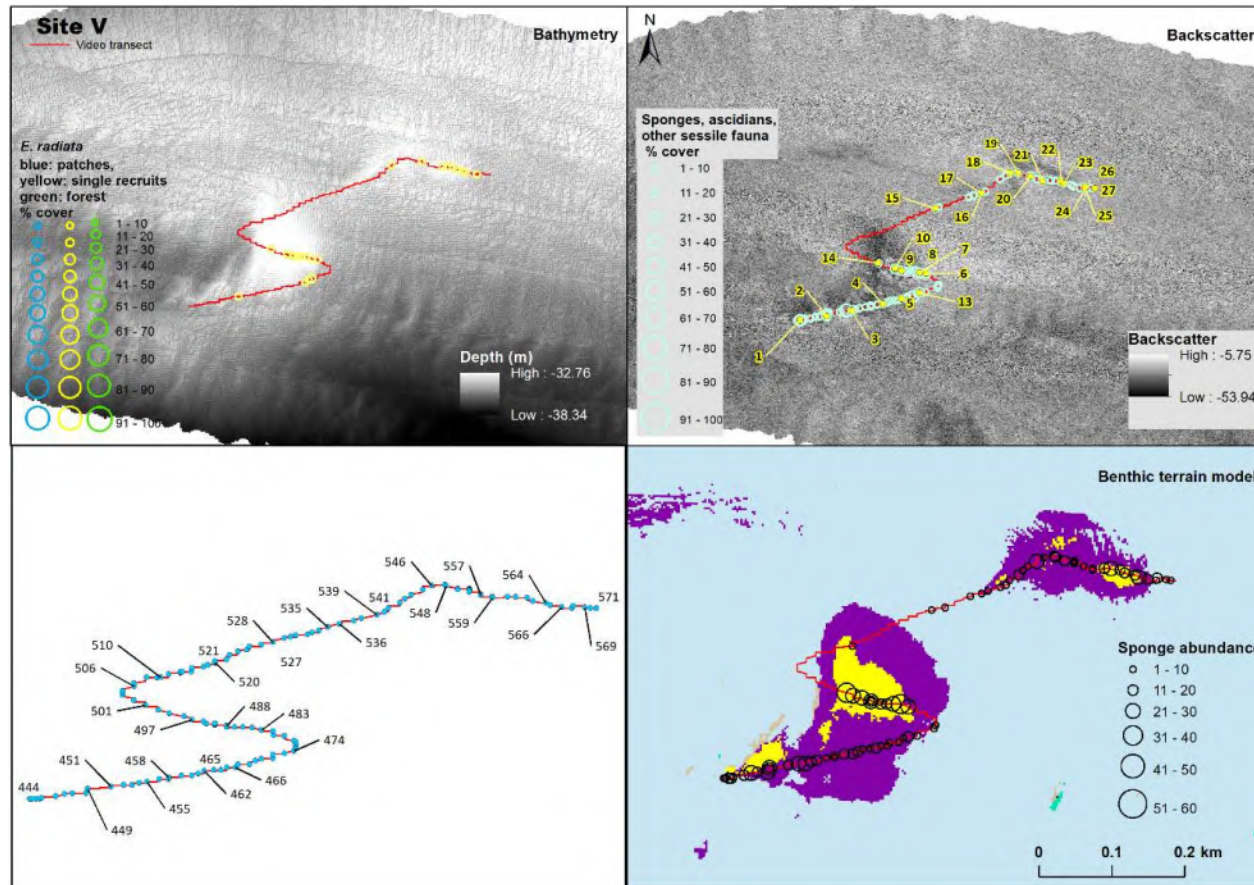 Site V
Video transect
Bathymetry
E. radiata
blue: patches,
yellow: single recruits
green: forest
% cover
1 - 10
11 - 20
21 - 30
31 - 40
41 - 50
51 - 60
61 - 70
71 - 80
81 - 90
91 - 100
Depth (m)
High : -32.76
Low : -38.34
N
Backscatter
Sponges, ascidians,
other sessile fauna
% cover
1 - 10
11 - 20
21 - 30
31 - 40
41 - 50
51 - 60
61 - 70
71 - 80
81 - 90
91 - 100
19
21
22
23
18
26
17
27
15
16
20
24
25
10
7
14
9
8
6
2
4
5
13
3
1
Backscatter
High : -5.75
Low : -53.94
546
557
564
571
539
541
535
548
559
566
569
528
536
510
521
527
506
520
501
488
483
497
474
451
458
465
466
444
462
455
449
Benthic terrain model
Sponge abundance
1 - 10
11 - 20
21 - 30
31 - 40
41 - 50
51 - 60
0 0.1 0.2 km